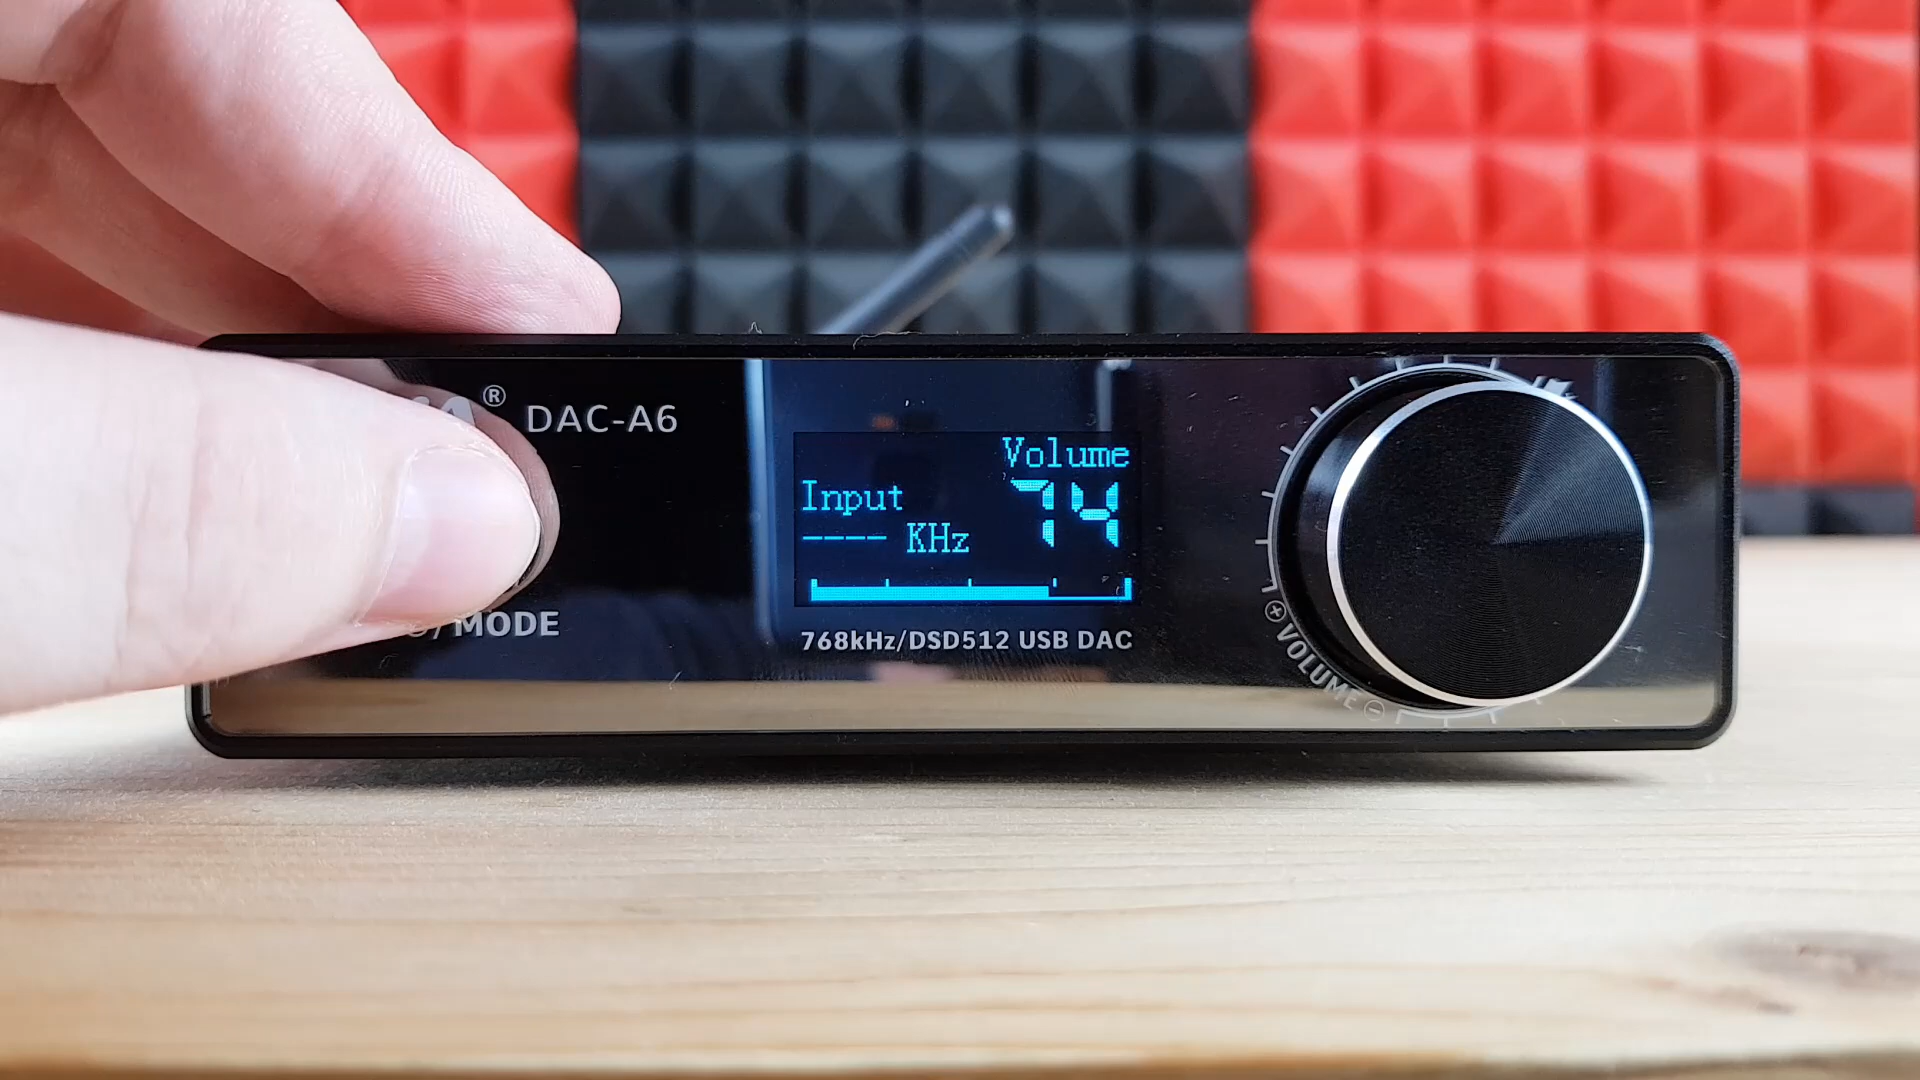 ® DAC-A6
Volume
Input
74
---- KHz
/MODE
768kHz/DSD512 USB DAC
⊕ VOLUME ⊖